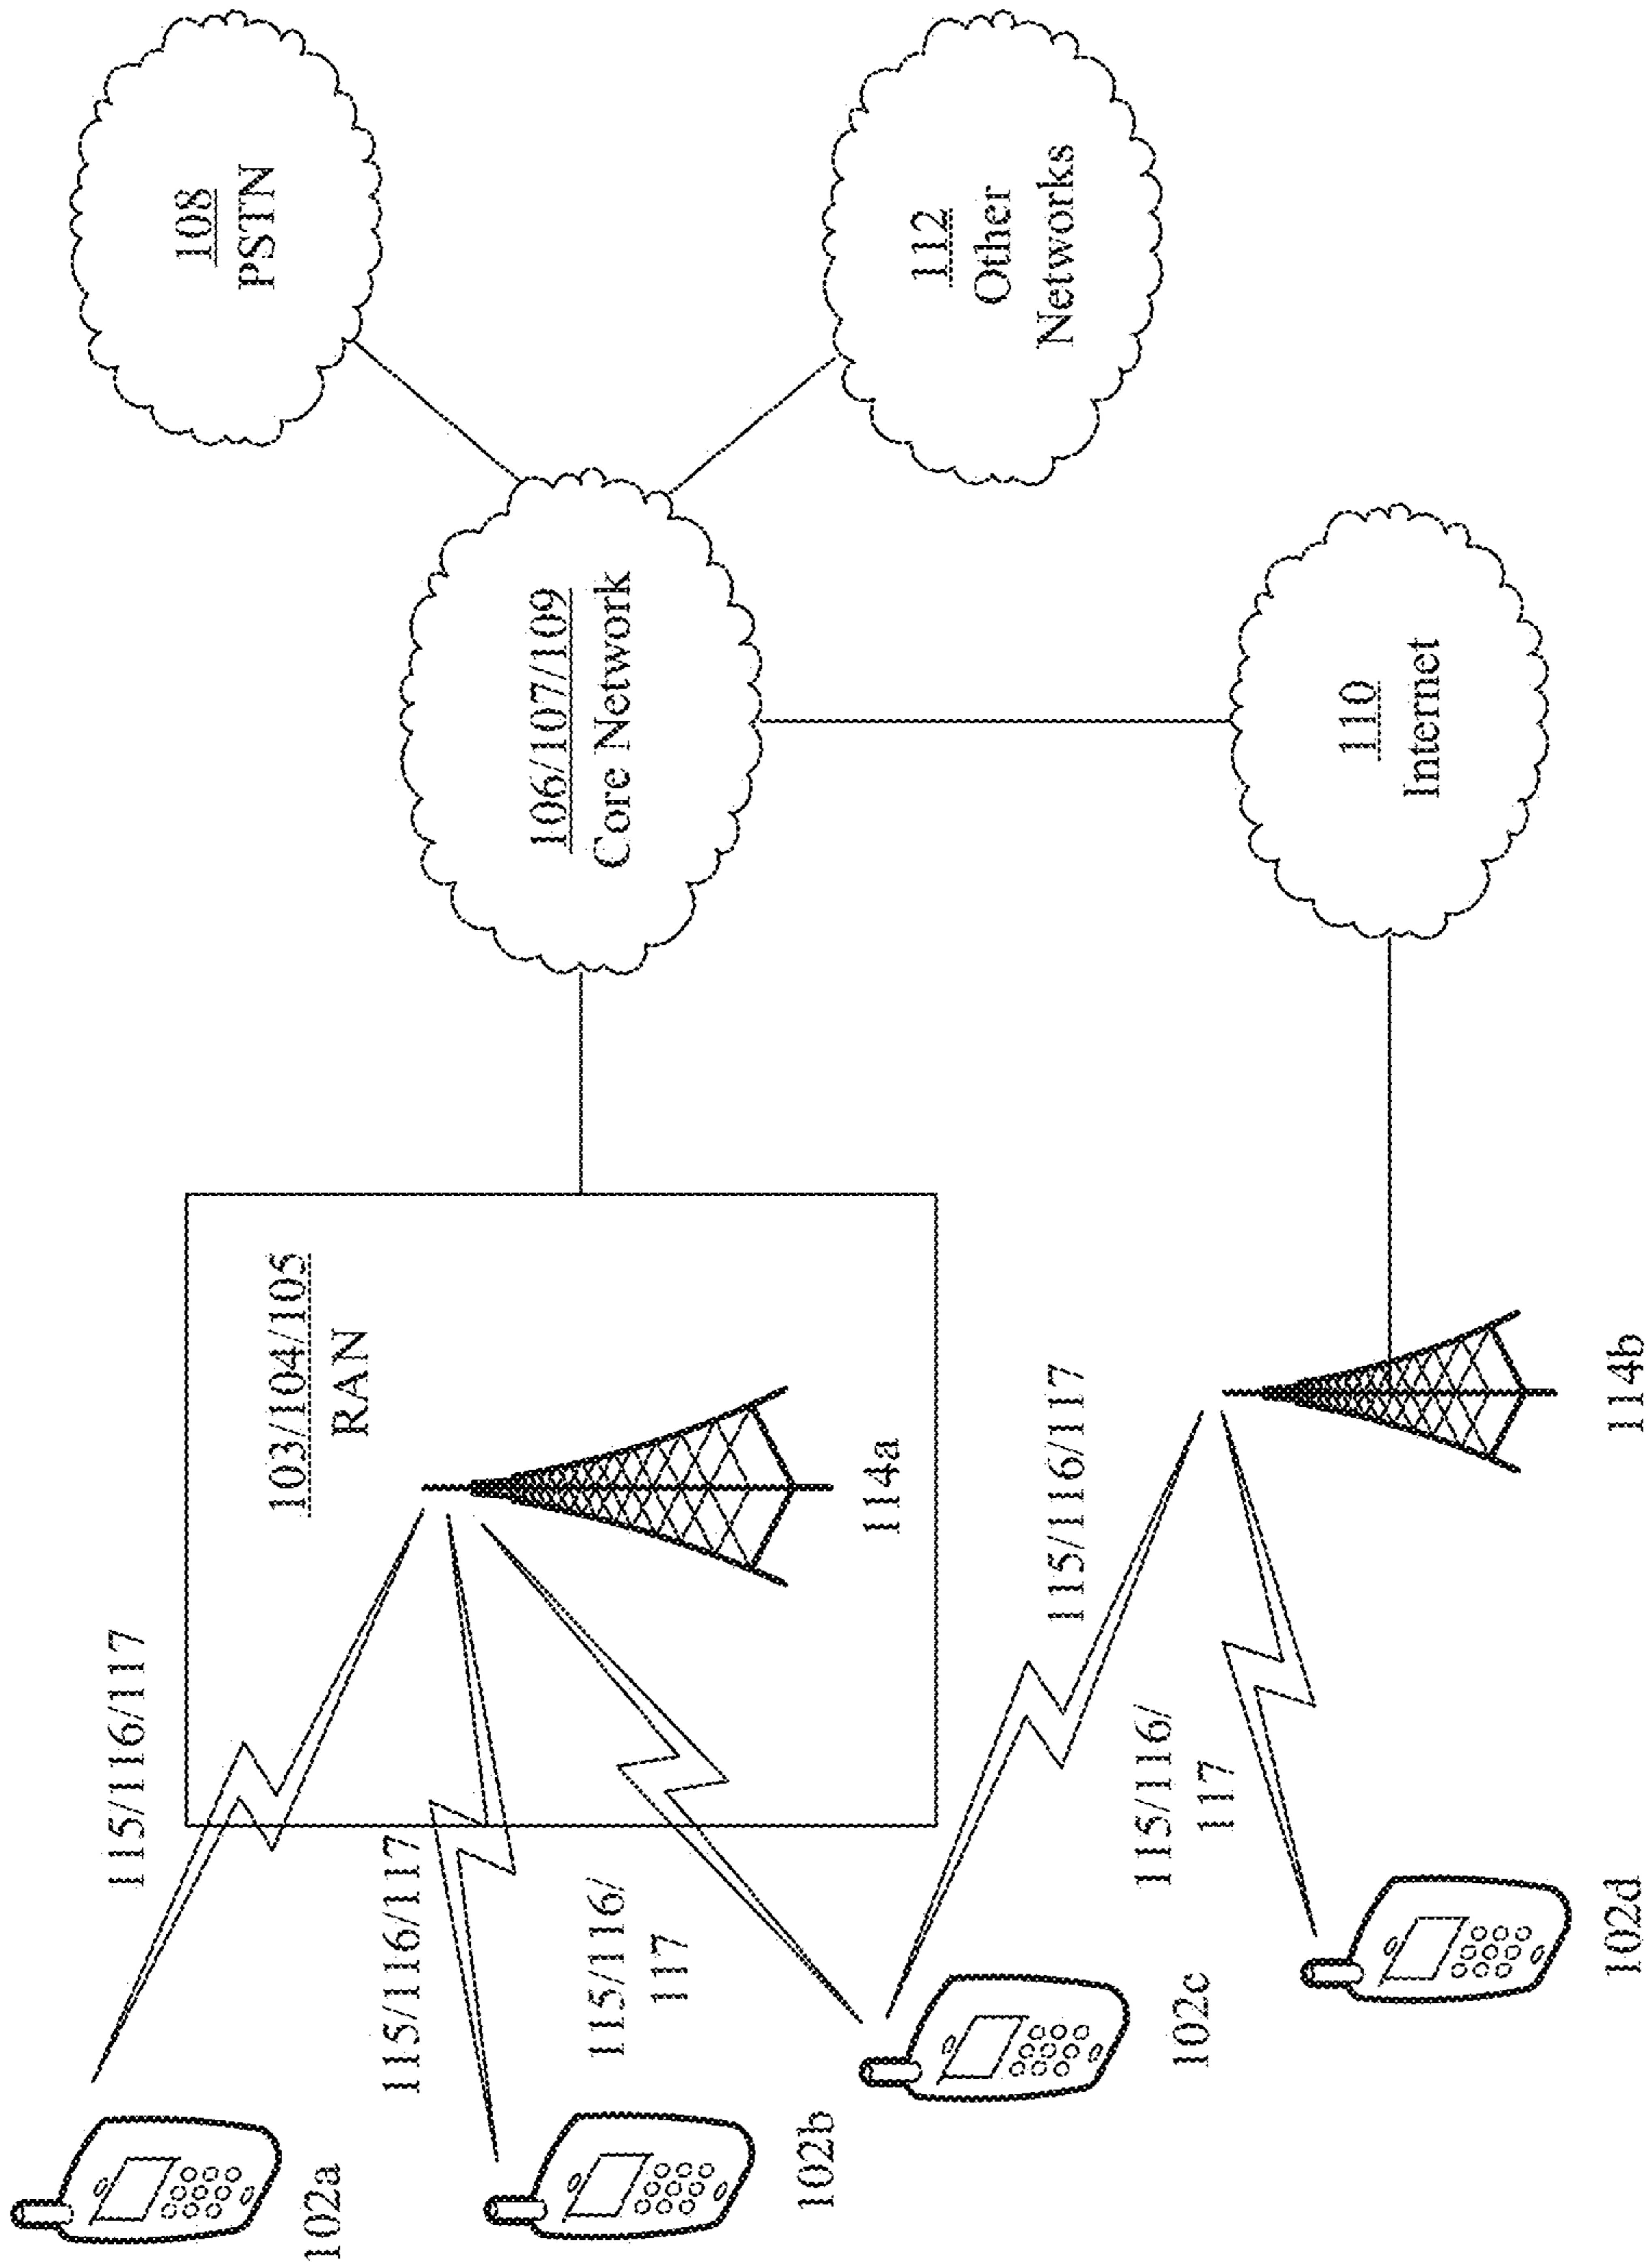 102a
115/116/117
103/104/105
RAN
108
PSTN
102b
115/116/117
106/107/109
Core Network
115/116/
117
114a
112
Other
Networks
102c
115/116/117
115/116/
117
110
Internet
102d
114b